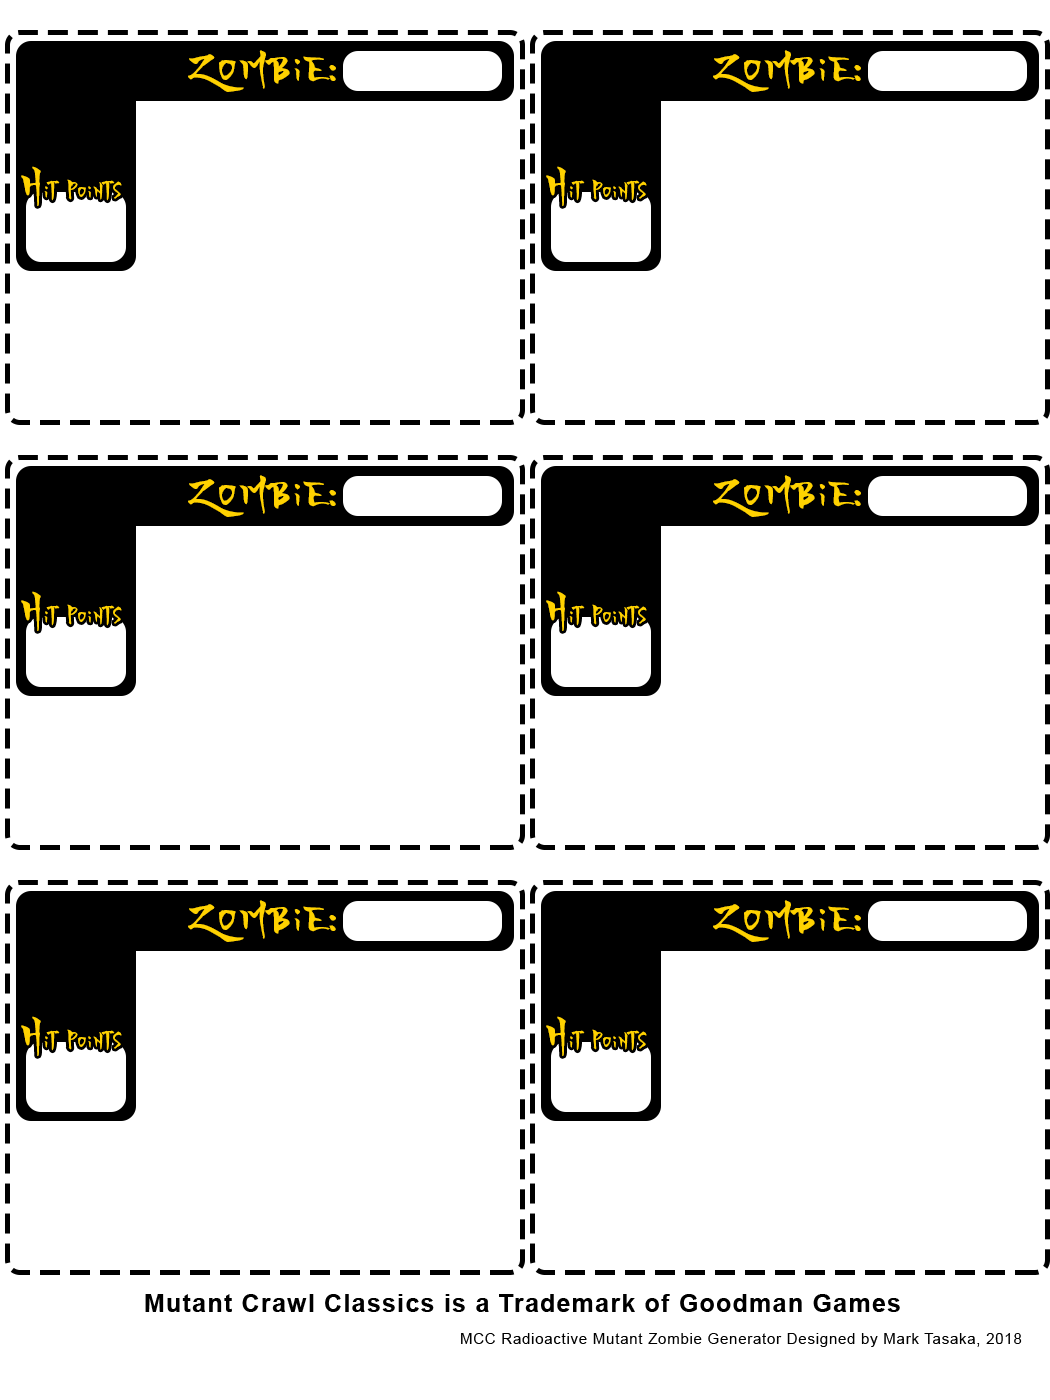 ZOMBiE: ZOMBiE:
HiT POiNTS HiT POiNTS
ZOMBiE: ZOMBiE:
HiT POiNTS HiT POiNTS
ZOMBiE: ZOMBiE:
HiT POiNTS HiT POiNTS
Mutant Crawl Classics is a Trademark of Goodman Games
MCC Radioactive Mutant Zombie Generator Designed by Mark Tasaka, 2018